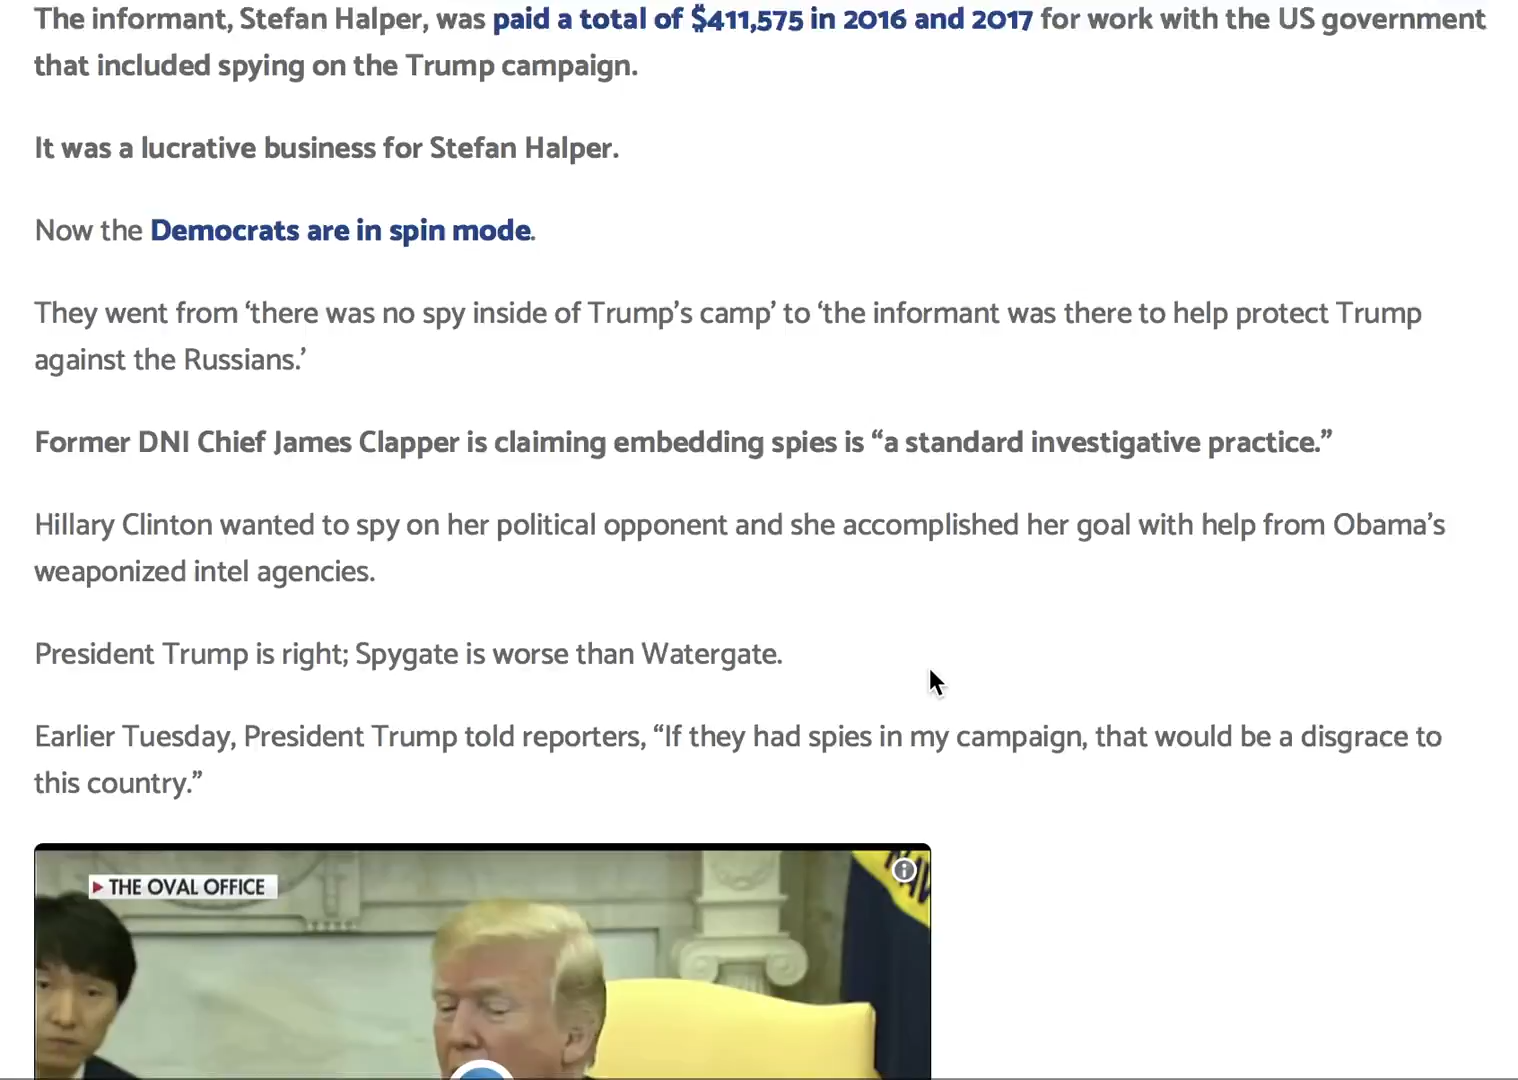 The informant, Stefan Halper, was paid a total of $411,575 in 2016 and 2017 for work with the US government
that included spying on the Trump campaign.
It was a lucrative business for Stefan Halper.
Now the Democrats are in spin mode.
They went from ‘there was no spy inside of Trump’s camp’ to ‘the informant was there to help protect Trump
against the Russians.’
Former DNI Chief James Clapper is claiming embedding spies is “a standard investigative practice.”
Hillary Clinton wanted to spy on her political opponent and she accomplished her goal with help from Obama’s
weaponized intel agencies.
President Trump is right; Spygate is worse than Watergate.
Earlier Tuesday, President Trump told reporters, “If they had spies in my campaign, that would be a disgrace to
this country.”
THE OVAL OFFICE